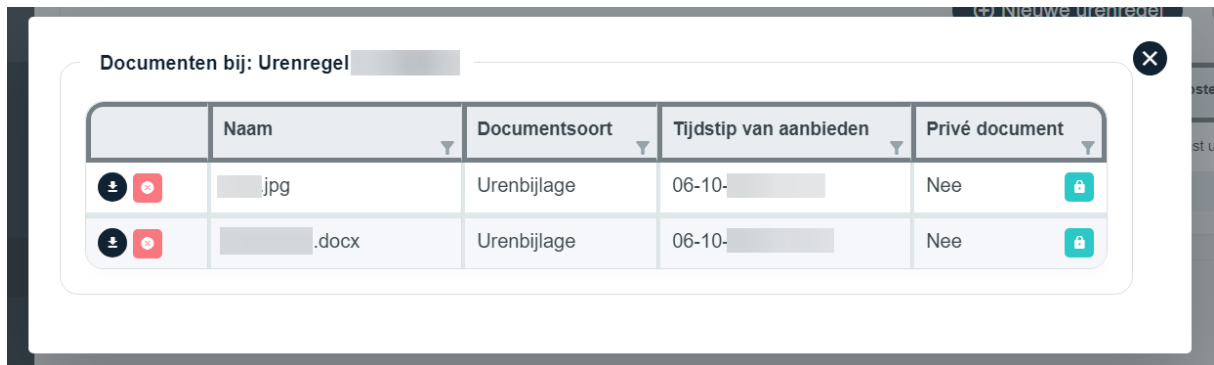 Nieuwe urenregel
Documenten bij: Urenregel
Naam Documentsoort Tijdstip van aanbieden Privé document
.jpg Urenbijlage 06-10- Nee
.docx Urenbijlage 06-10- Nee